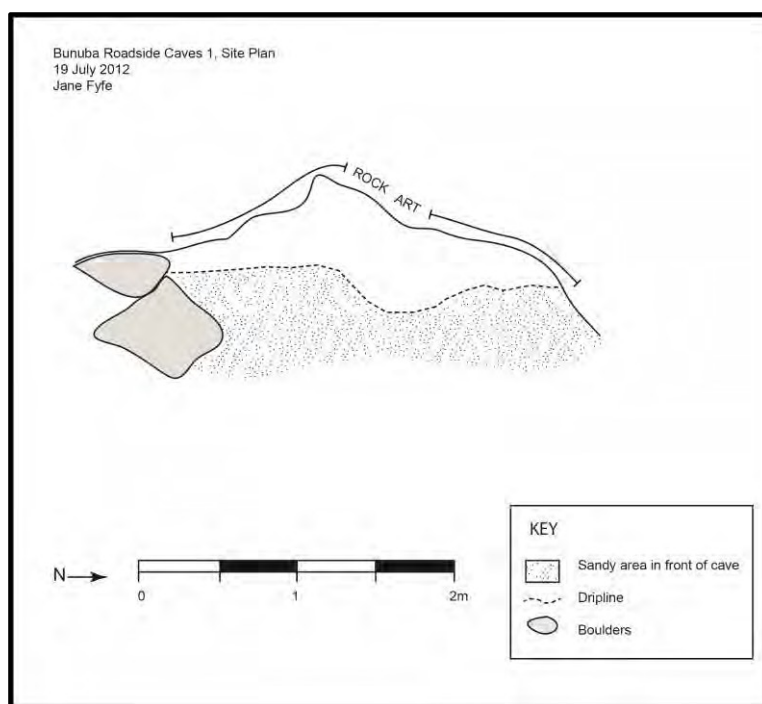 Bunuba Roadside Caves 1, Site Plan
19 July 2012
Jane Fyfe
ROCK ART
KEY
Sandy area in front of cave
Dripline
Boulders
N
0 1 2m